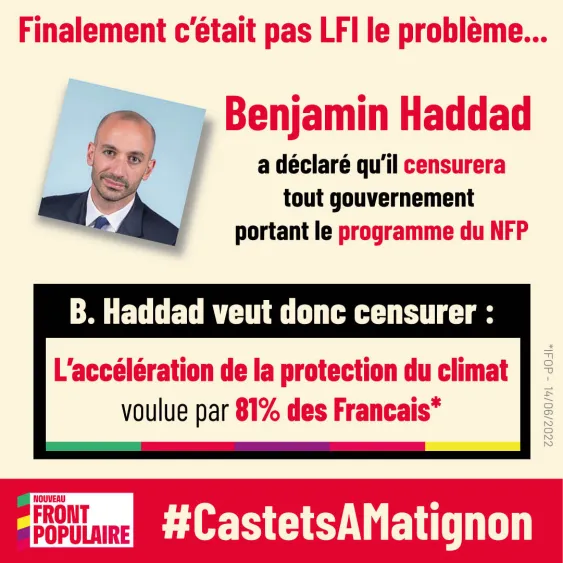 Finalement c'était pas LFI le problème...
Benjamin Haddad
a déclaré qu'il censurera
tout gouvernement
portant le programme du NFP
B. Haddad veut donc censurer :
L'accélération de la protection du climat
voulue par 81% des Francais*
*IFOP - 14/06/2022
NOUVEAU
FRONT
POPULAIRE
#CastetsAMatignon